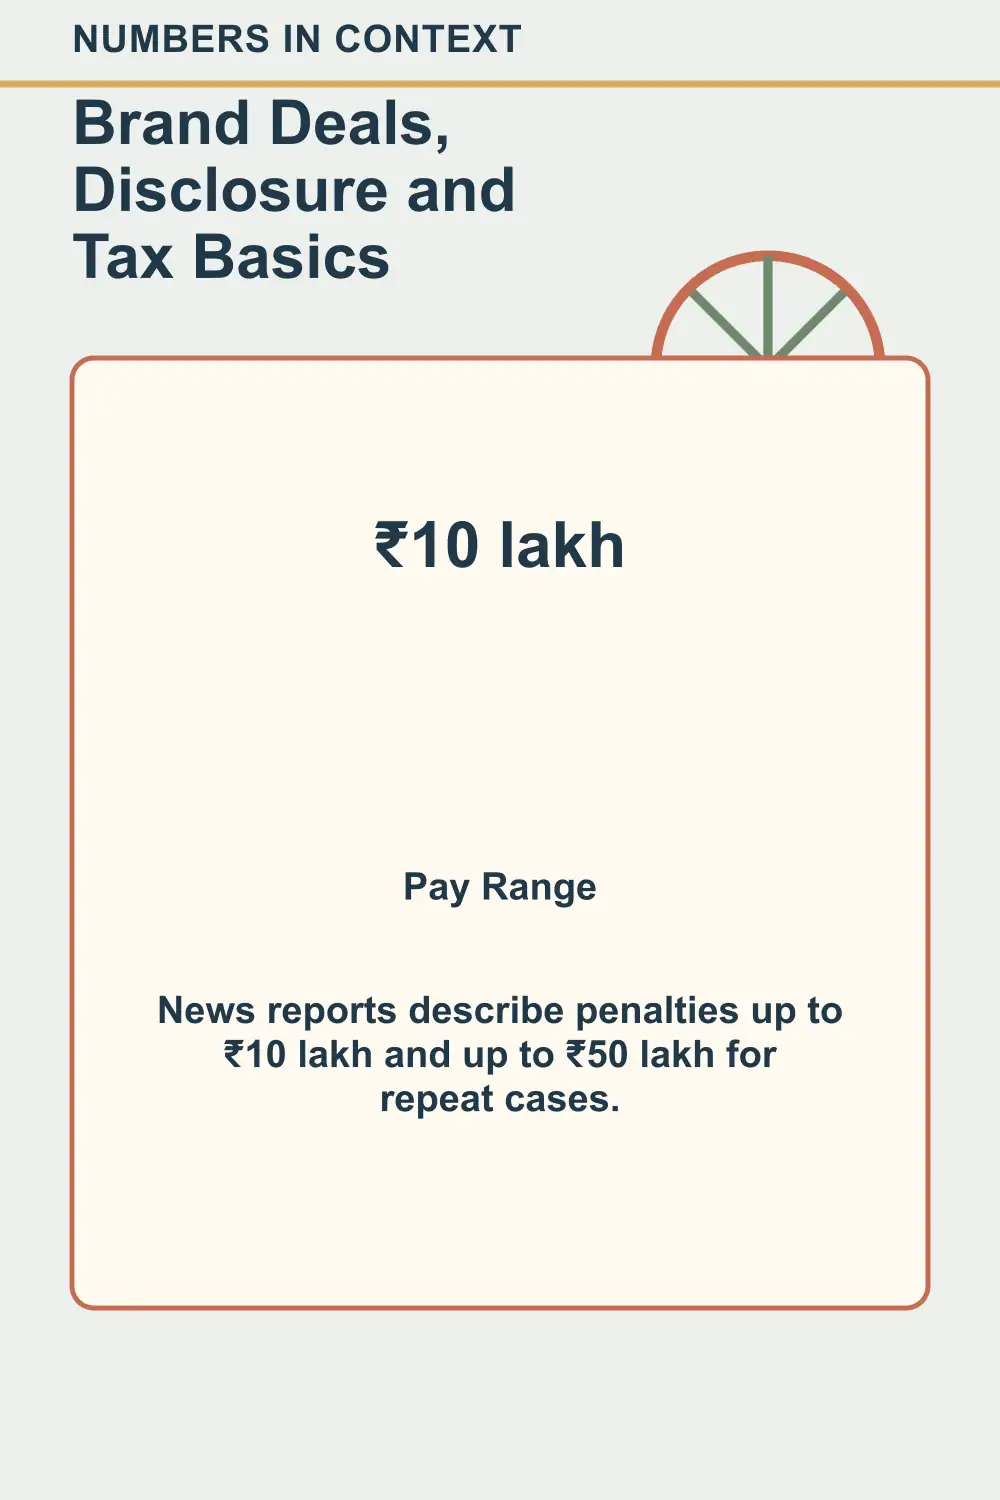 NUMBERS IN CONTEXT
Brand Deals,
Disclosure and
Tax Basics
₹10 lakh
Pay Range
News reports describe penalties up to
₹10 lakh and up to ₹50 lakh for
repeat cases.